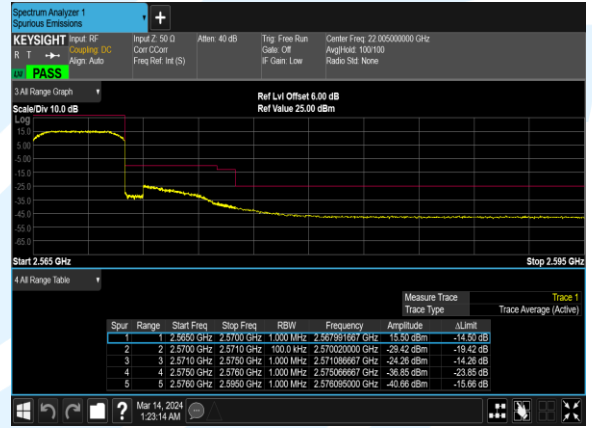 Spectrum Analyzer 1
Spurious Emissions
KEYSIGHT Input: RF Input Z: 50 Ω Atten: 40 dB Trig: Free Run Center Freq: 22.005000000 GHz
R T Coupling: DC Corr CCorr Gate: Off Avg|Hold: 100/100
Align: Auto Freq Ref: Int (S) IF Gain: Low Radio Std: None
PASS
3 All Range Graph
Ref Lvl Offset 6.00 dB
Scale/Div 10.0 dB Ref Value 25.00 dBm
Log
15.0
5.00
-5.00
-15.0
-25.0
-35.0
-45.0
-55.0
-65.0
Start 2.565 GHz Stop 2.595 GHz
4 All Range Table
Measure Trace Trace 1
Trace Type Trace Average (Active)
Spur Range Start Freq Stop Freq RBW Frequency Amplitude ΔLimit
1 1 2.5650 GHz 2.5700 GHz 1.000 MHz 2.567991667 GHz 15.50 dBm -14.50 dB
2 2 2.5700 GHz 2.5710 GHz 100.0 kHz 2.570020000 GHz -29.42 dBm -19.42 dB
3 3 2.5710 GHz 2.5750 GHz 1.000 MHz 2.571086667 GHz -24.26 dBm -14.26 dB
4 4 2.5750 GHz 2.5760 GHz 1.000 MHz 2.575066667 GHz -36.85 dBm -23.85 dB
5 5 2.5760 GHz 2.5950 GHz 1.000 MHz 2.576095000 GHz -40.66 dBm -15.66 dB
? Mar 14, 2024
1:23:14 AM